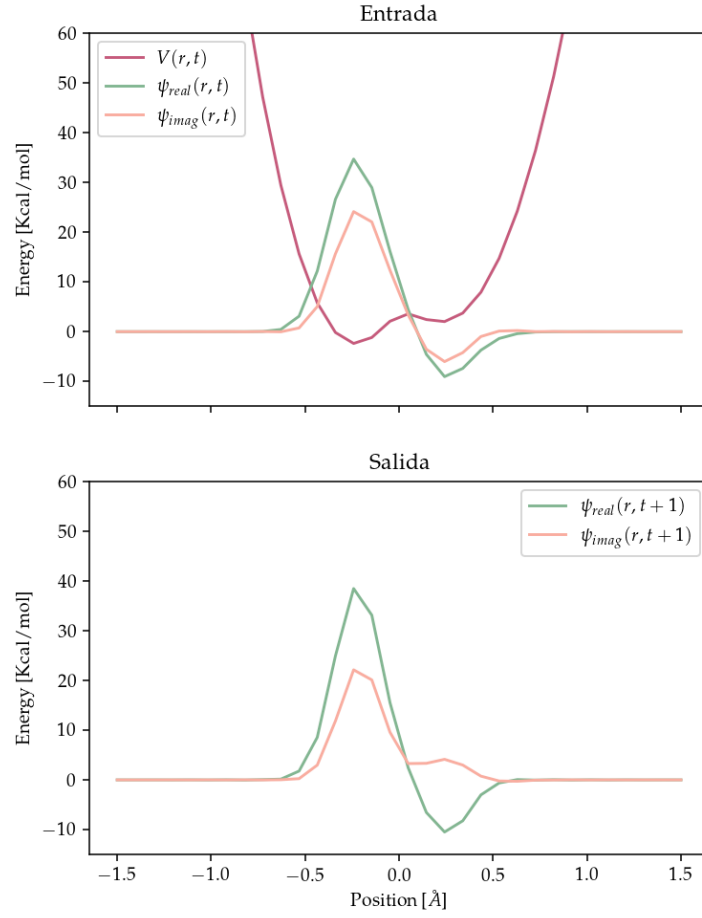 Entrada
60
50
40
30
20
10
0
−10
Energy [Kcal/mol]
V(r, t)
ψreal(r, t)
ψimag(r, t)
Salida
60
50
40
30
20
10
0
−10
Energy [Kcal/mol]
ψreal(r, t + 1)
ψimag(r, t + 1)
−1.5 −1.0 −0.5 0.0 0.5 1.0 1.5
Position [Å]